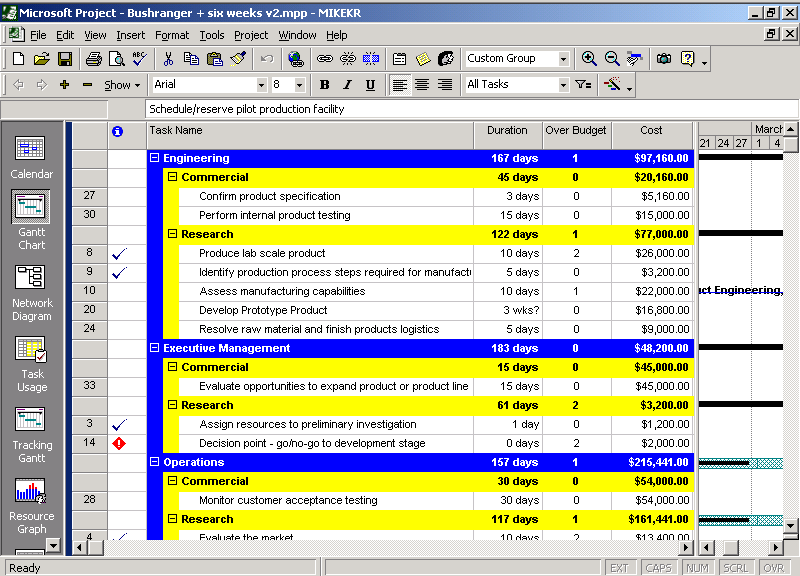 Microsoft Project - Bushranger + six weeks v2.mpp - MIKEKR
File Edit View Insert Format Tools Project Window Help
Custom Group
Show Arial 8 B I U All Tasks
Schedule/reserve pilot production facility
Task Name Duration Over Budget Cost March
21 24 27 1 4
Engineering 167 days 1 $97,160.00
Commercial 45 days 0 $20,160.00
27 Confirm product specification 3 days 0 $5,160.00
30 Perform internal product testing 15 days 0 $15,000.00
Research 122 days 1 $77,000.00
8 Produce lab scale product 10 days 2 $26,000.00
9 Identify production process steps required for manufact 5 days 0 $3,200.00
10 Assess manufacturing capabilities 10 days 1 $22,000.00 ct Engineering,
20 Develop Prototype Product 3 wks? 0 $16,800.00
24 Resolve raw material and finish products logistics 5 days 0 $9,000.00
Executive Management 183 days 0 $48,200.00
Commercial 15 days 0 $45,000.00
33 Evaluate opportunities to expand product or product line 15 days 0 $45,000.00
Research 61 days 2 $3,200.00
3 Assign resources to preliminary investigation 1 day 0 $1,200.00
14 Decision point - go/no-go to development stage 0 days 2 $2,000.00
Operations 157 days 1 $215,441.00
Commercial 30 days 0 $54,000.00
28 Monitor customer acceptance testing 30 days 0 $54,000.00
Research 117 days 1 $161,441.00
4 Evaluate the market 10 days 2 $13,400.00
Calendar
Gantt
Chart
Network
Diagram
Task
Usage
Tracking
Gantt
Resource
Graph
Ready EXT CAPS NUM SCRL OVR